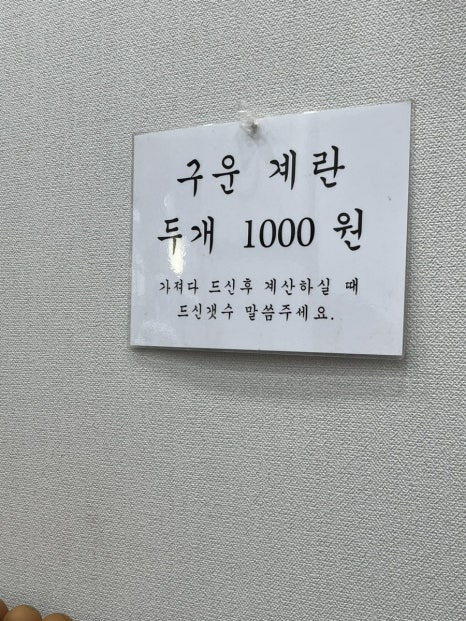 구운 계란
두개 1000 원
가져다 드신후 계산하실 때
드신갯수 말씀주세요.